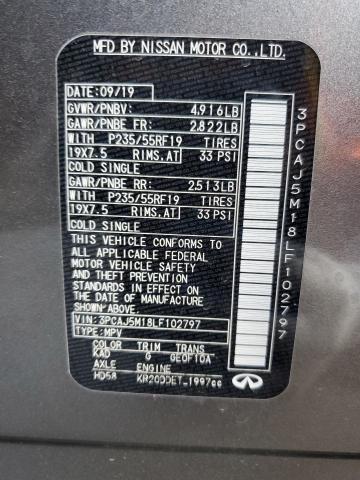 MFD BY NISSAN MOTOR CO.,LTD.
DATE: 09/19
GVWR/PNBV: 4,916LB
GAWR/PNBE FR: 2,822LB
WITH P235/55RF19 TIRES
19X7.5 RIMS.AT 33 PSI
COLD SINGLE
GAWR/PNBE RR: 2,513LB
WITH P235/55RF19 TIRES
19X7.5 RIMS.AT 33 PSI
COLD SINGLE
THIS VEHICLE CONFORMS TO
ALL APPLICABLE FEDERAL
MOTOR VEHICLE SAFETY
AND THEFT PREVENTION
STANDARDS IN EFFECT ON
THE DATE OF MANUFACTURE
SHOWN ABOVE.
VIN: 3PCAJ5M18LF102797
TYPE: MPV
COLOR TRIM TRANS
KAD G GE0F10A
AXLE ENGINE
HD58 KR20DDET 1997cc
3PCAJ5M18LF102797